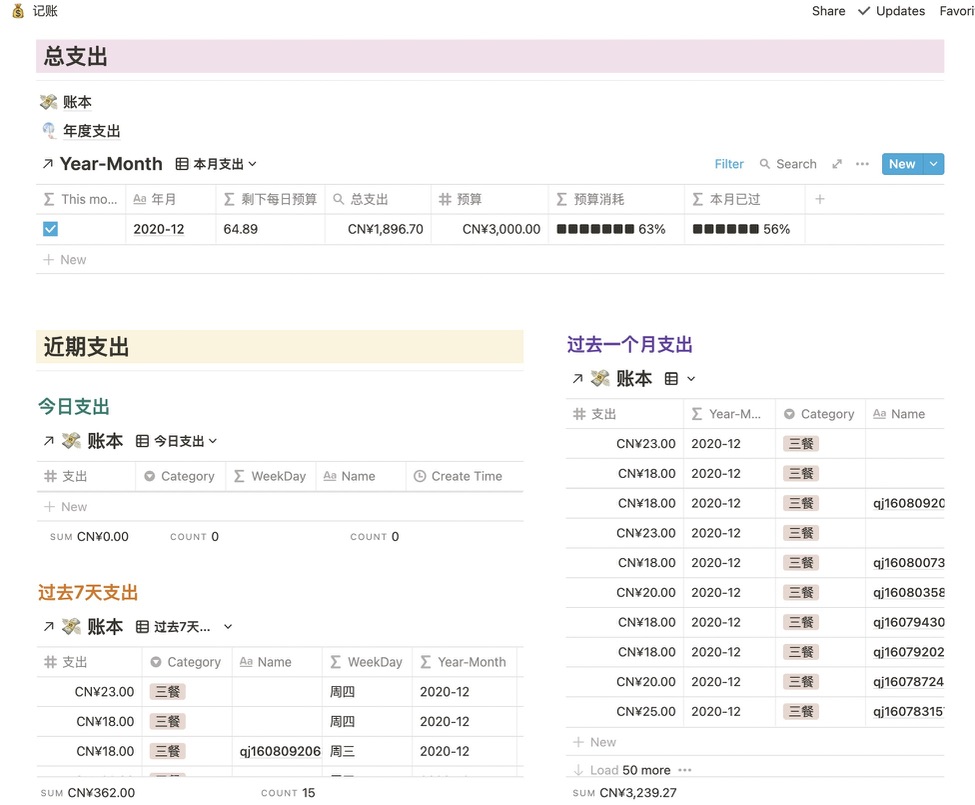 记账 Share Updates Favori
总支出
账本
年度支出
Year-Month 本月支出 Filter Search New
This mo... 年月 剩下每日预算 总支出 预算 预算消耗 本月已过
2020-12 64.89 CN¥1,896.70 CN¥3,000.00 63% 56%
New
近期支出
今日支出
账本 今日支出
支出 Category WeekDay Name Create Time
New
SUM CN¥0.00 COUNT 0 COUNT 0
过去7天支出
账本 过去7天...
支出 Category Name WeekDay Year-Month
CN¥23.00 三餐 周四 2020-12
CN¥18.00 三餐 周四 2020-12
CN¥18.00 三餐 qj160809206 周三 2020-12
SUM CN¥362.00 COUNT 15
过去一个月支出
账本
支出 Year-M... Category Name
CN¥23.00 2020-12 三餐
CN¥18.00 2020-12 三餐
CN¥18.00 2020-12 三餐 qj16080920
CN¥23.00 2020-12 三餐
CN¥18.00 2020-12 三餐 qj16080073
CN¥20.00 2020-12 三餐 qj16080358
CN¥18.00 2020-12 三餐 qj16079430
CN¥18.00 2020-12 三餐 qj16079202
CN¥20.00 2020-12 三餐 qj16078724
CN¥25.00 2020-12 三餐 qj16078315
New
Load 50 more
SUM CN¥3,239.27